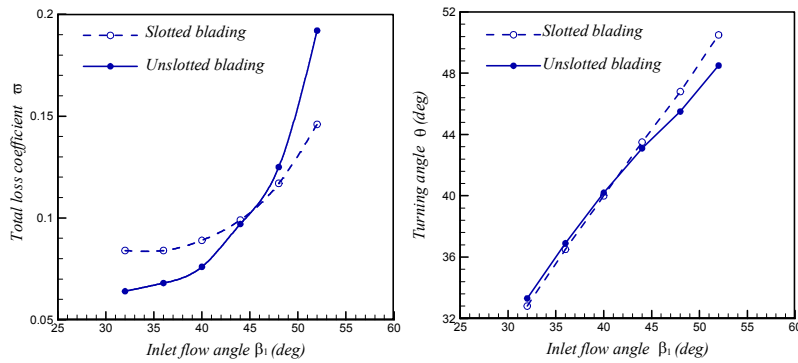 0.2
0.15
0.1
0.05
Total loss coefficient ϖ
Slotted blading
Unslotted blading
25 30 35 40 45 50 55 60
Inlet flow angle β1 (deg)
52
48
44
40
36
32
Turning angle θ (deg)
Slotted blading
Unslotted blading
25 30 35 40 45 50 55 60
Inlet flow angle β1 (deg)